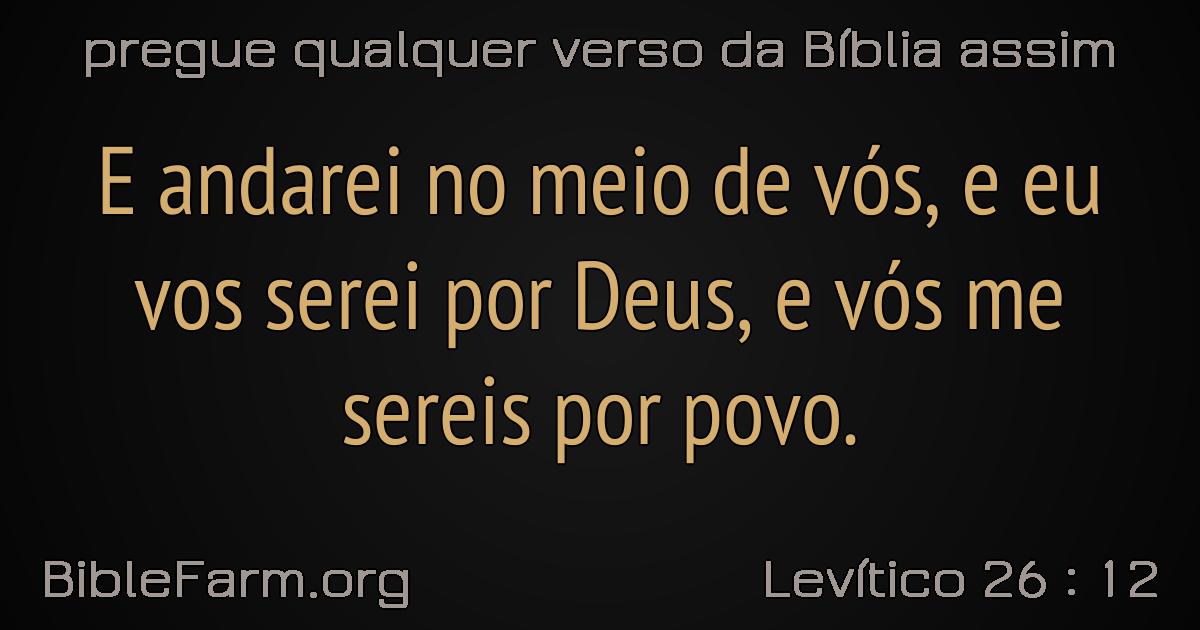 pregue qualquer verso da Bíblia assim
E andarei no meio de vós, e eu
vos serei por Deus, e vós me
sereis por povo.
BibleFarm.org
Levítico 26 : 12